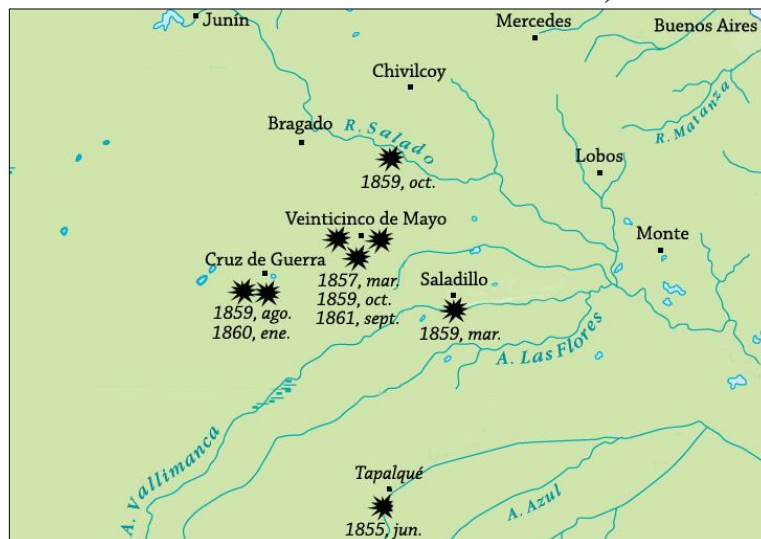 Junín
Mercedes
Buenos Aires
Chivilcoy
R. Matanza
Bragado
R. Salado
Lobos
1859, oct.
Veinticinco de Mayo
Monte
Cruz de Guerra
1857, mar.
1859, oct.
1861, sept.
Saladillo
1859, ago.
1860, ene.
1859, mar.
A. Las Flores
A. Vallimanca
Tapalqué
A. Azul
1855, jun.